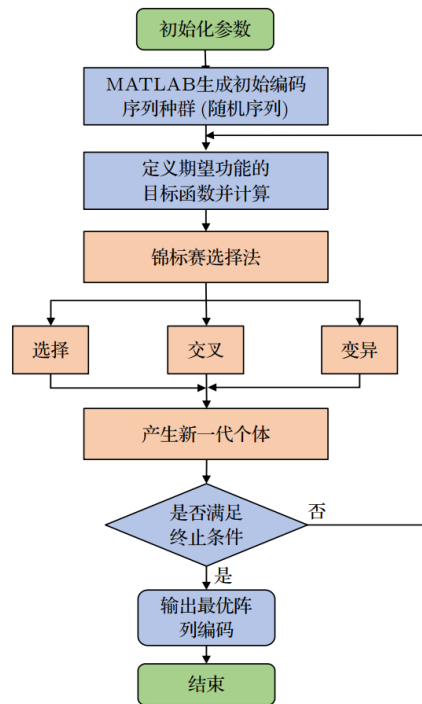 初始化参数
MATLAB生成初始编码
序列种群 (随机序列)
定义期望功能的
目标函数并计算
锦标赛选择法
选择
交叉
变异
产生新一代个体
是否满足
终止条件
否
是
输出最优阵
列编码
结束